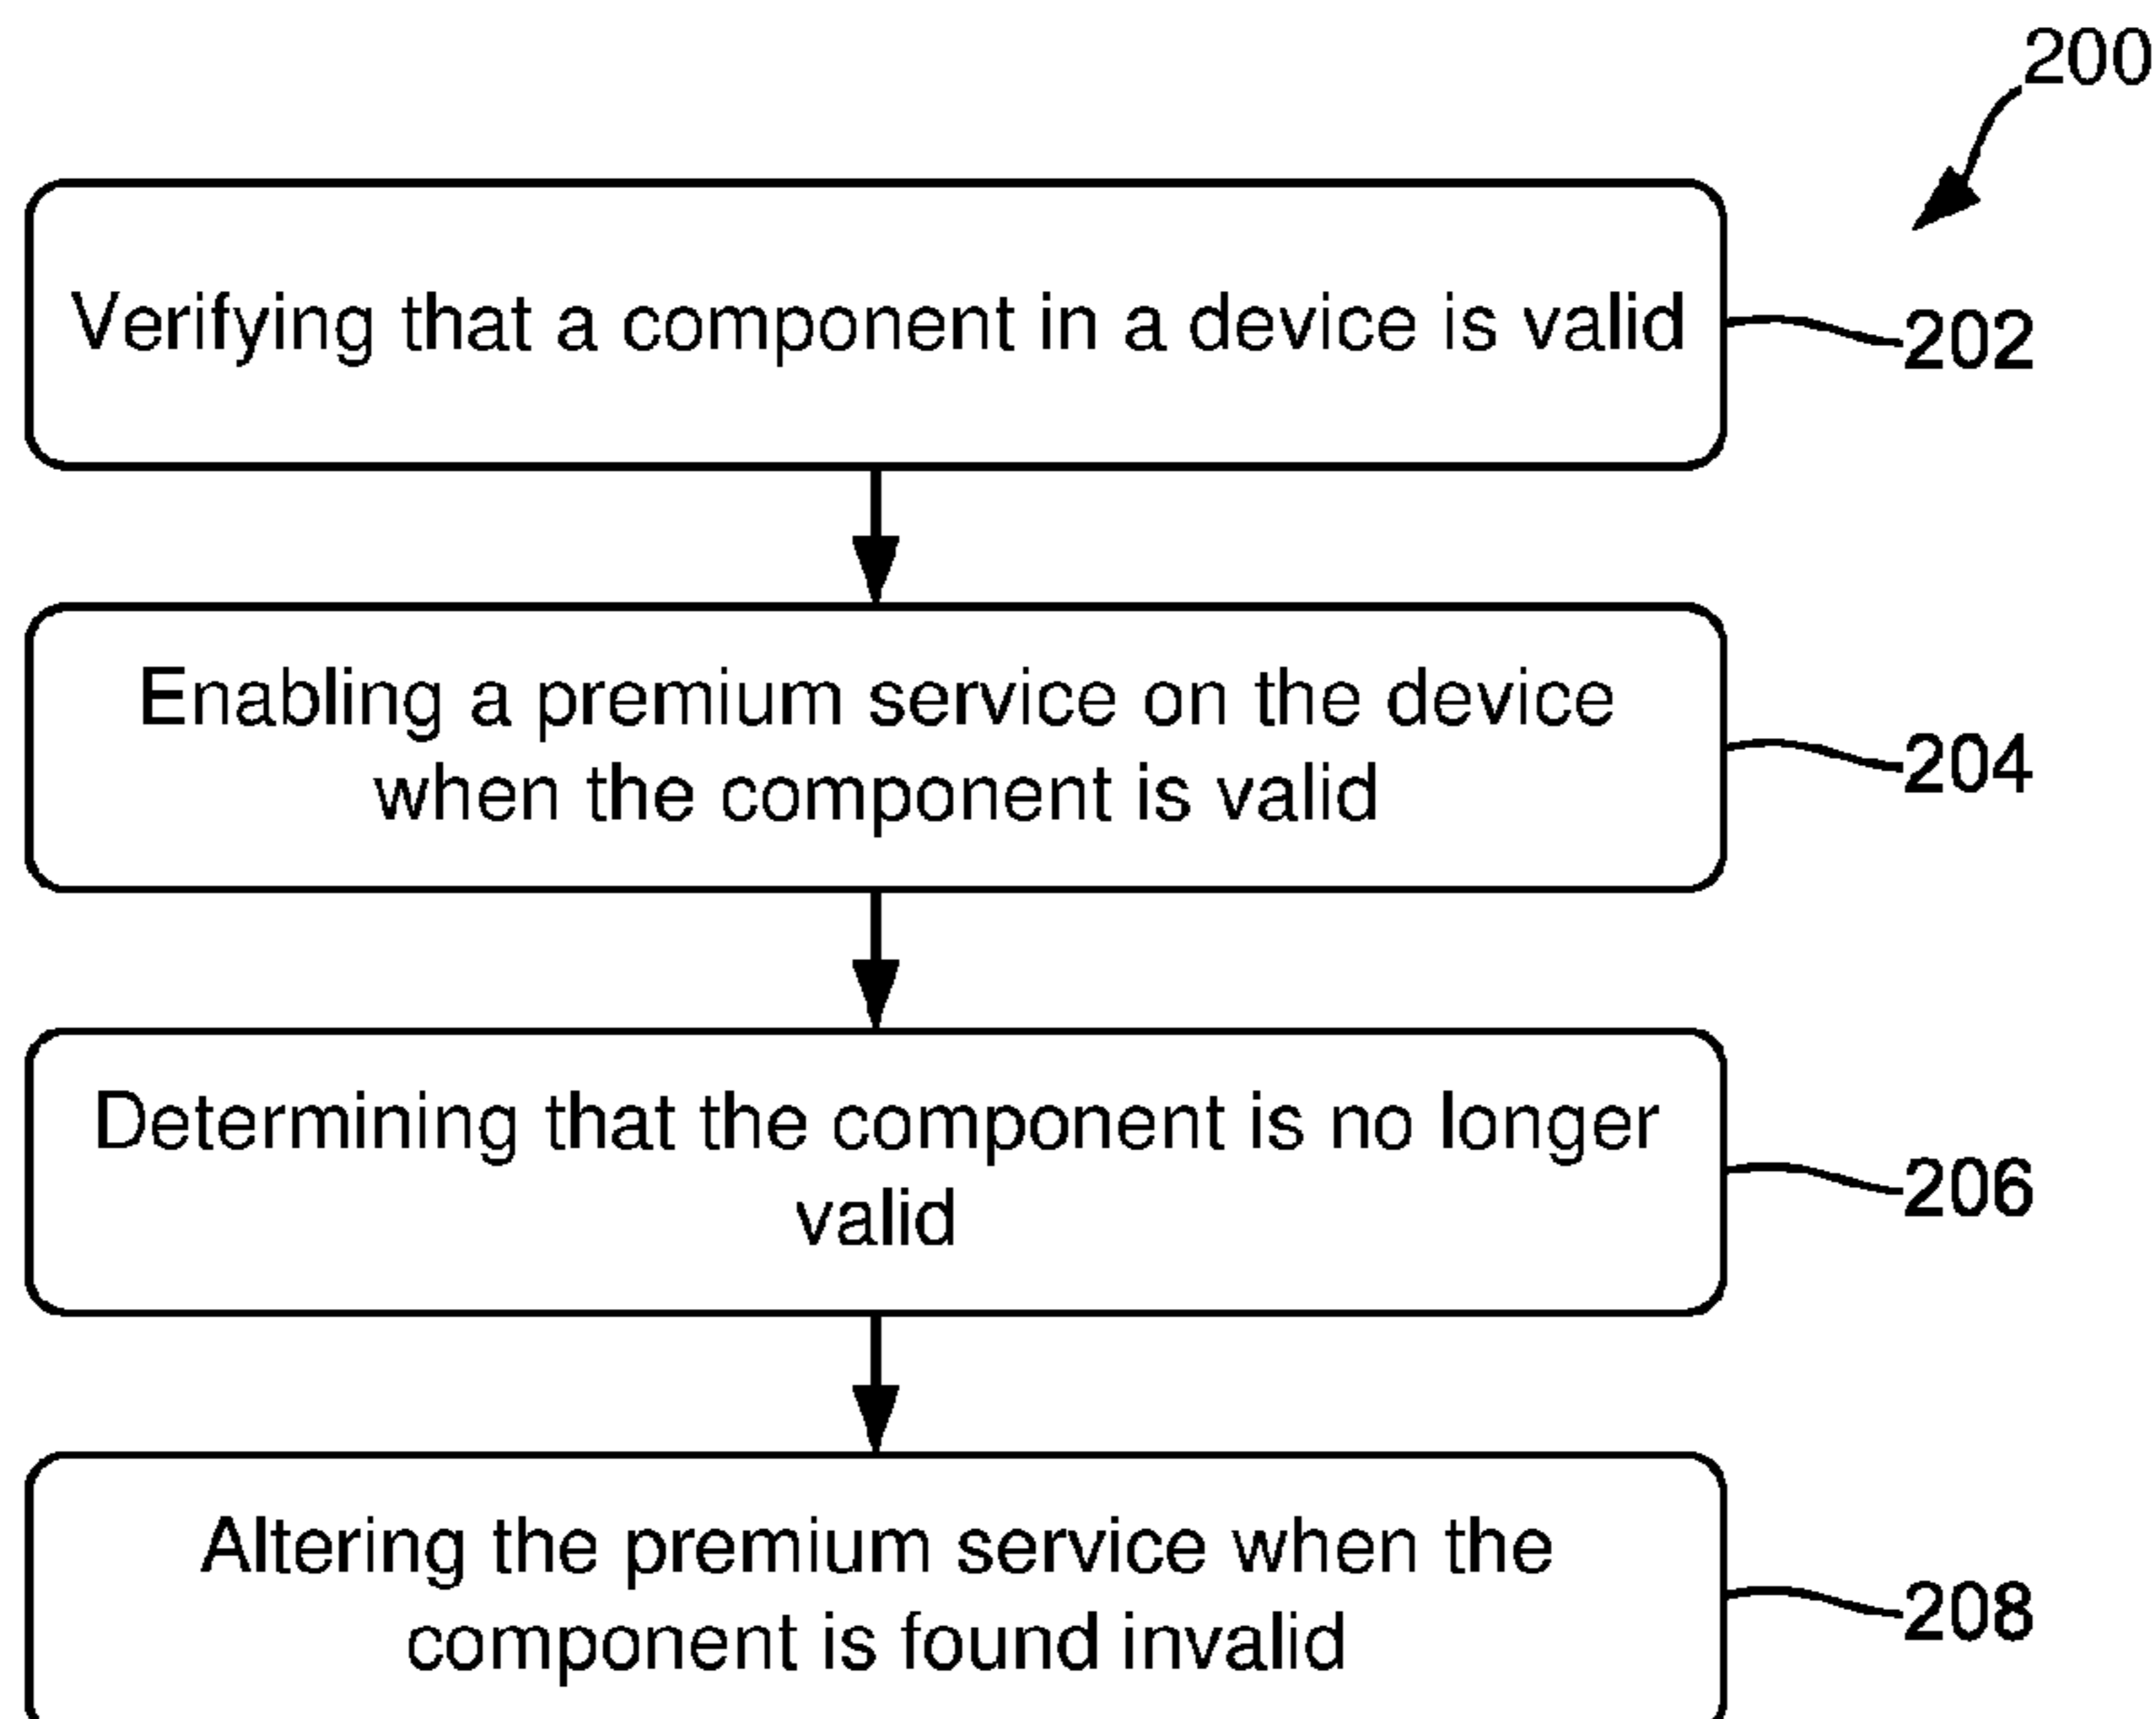 200
Verifying that a component in a device is valid
202
Enabling a premium service on the device
when the component is valid
204
Determining that the component is no longer
valid
206
Altering the premium service when the
component is found invalid
208